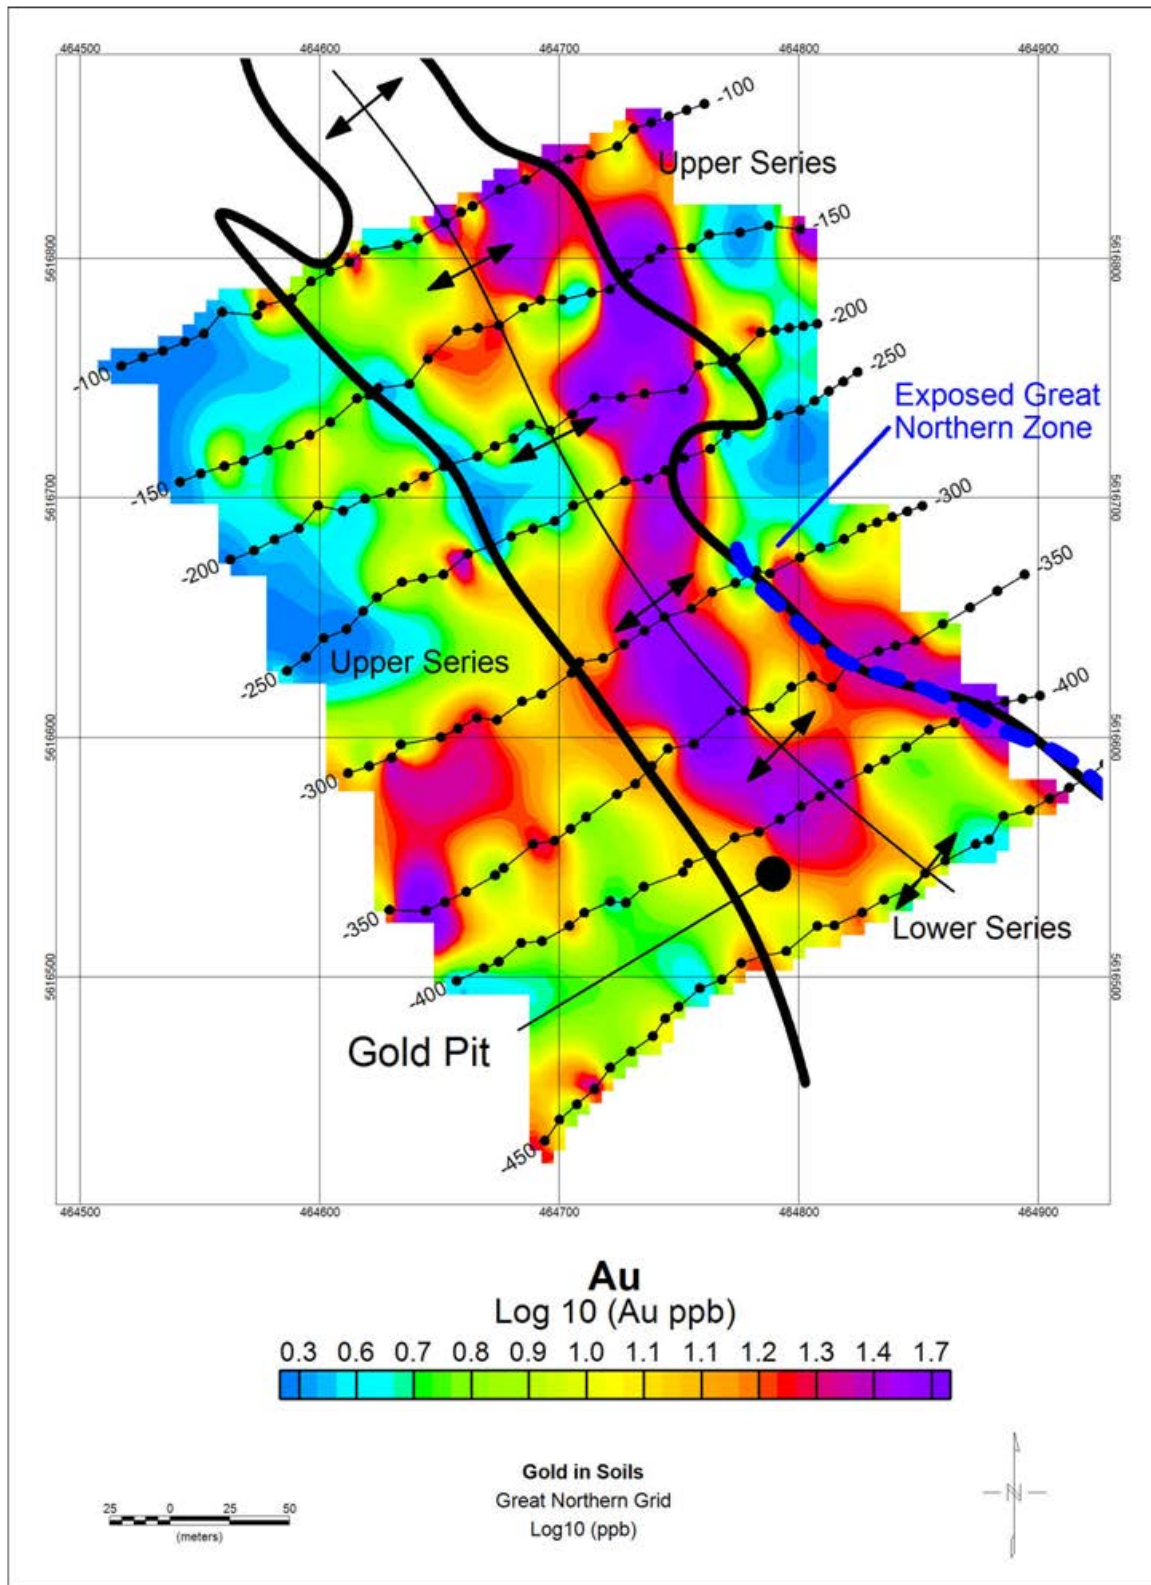 464500 464600 464700 464800 464900
-100
Upper Series
-150
5616800 5616800
-200
-250
-100
Exposed Great
Northern Zone
-150
-300
5616700 5616700
-200
-350
Upper Series
-250
-400
5616600 5616600
-300
-350
Lower Series
5616500 5616500
-400
Gold Pit
-450
464500 464600 464700 464800 464900
Au
Log 10 (Au ppb)
0.3 0.6 0.7 0.8 0.9 1.0 1.1 1.1 1.2 1.3 1.4 1.7
Gold in Soils
Great Northern Grid
Log10 (ppb)
25 0 25 50
(meters)
N